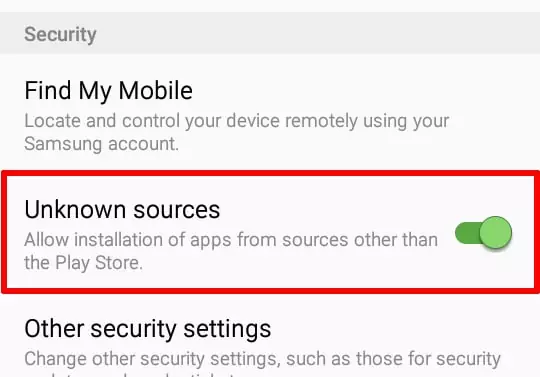 Security
Find My Mobile
Locate and control your device remotely using your
Samsung account.
Unknown sources
Allow installation of apps from sources other than
the Play Store.
Other security settings
Change other security settings, such as those for security